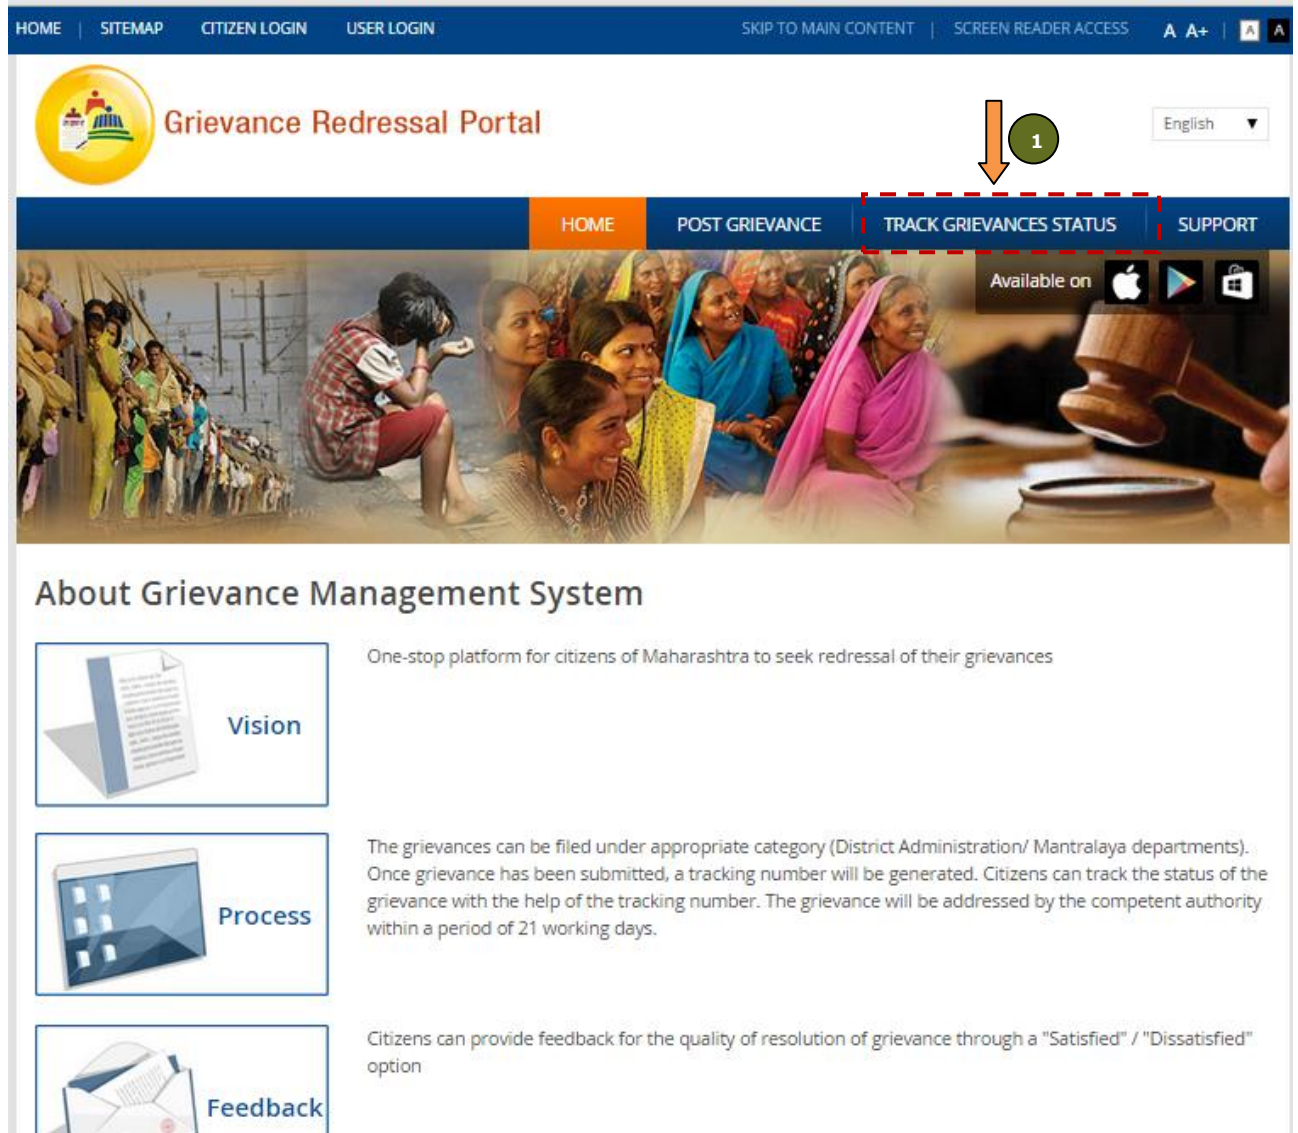 HOME | SITEMAP CITIZEN LOGIN USER LOGIN SKIP TO MAIN CONTENT | SCREEN READER ACCESS A A+ | A A
Grievance Redressal Portal
1
English
HOME POST GRIEVANCE TRACK GRIEVANCES STATUS SUPPORT
Available on
About Grievance Management System
Vision
One-stop platform for citizens of Maharashtra to seek redressal of their grievances
Process
The grievances can be filed under appropriate category (District Administration/ Mantralaya departments).
Once grievance has been submitted, a tracking number will be generated. Citizens can track the status of the
grievance with the help of the tracking number. The grievance will be addressed by the competent authority
within a period of 21 working days.
Feedback
Citizens can provide feedback for the quality of resolution of grievance through a "Satisfied" / "Dissatisfied"
option